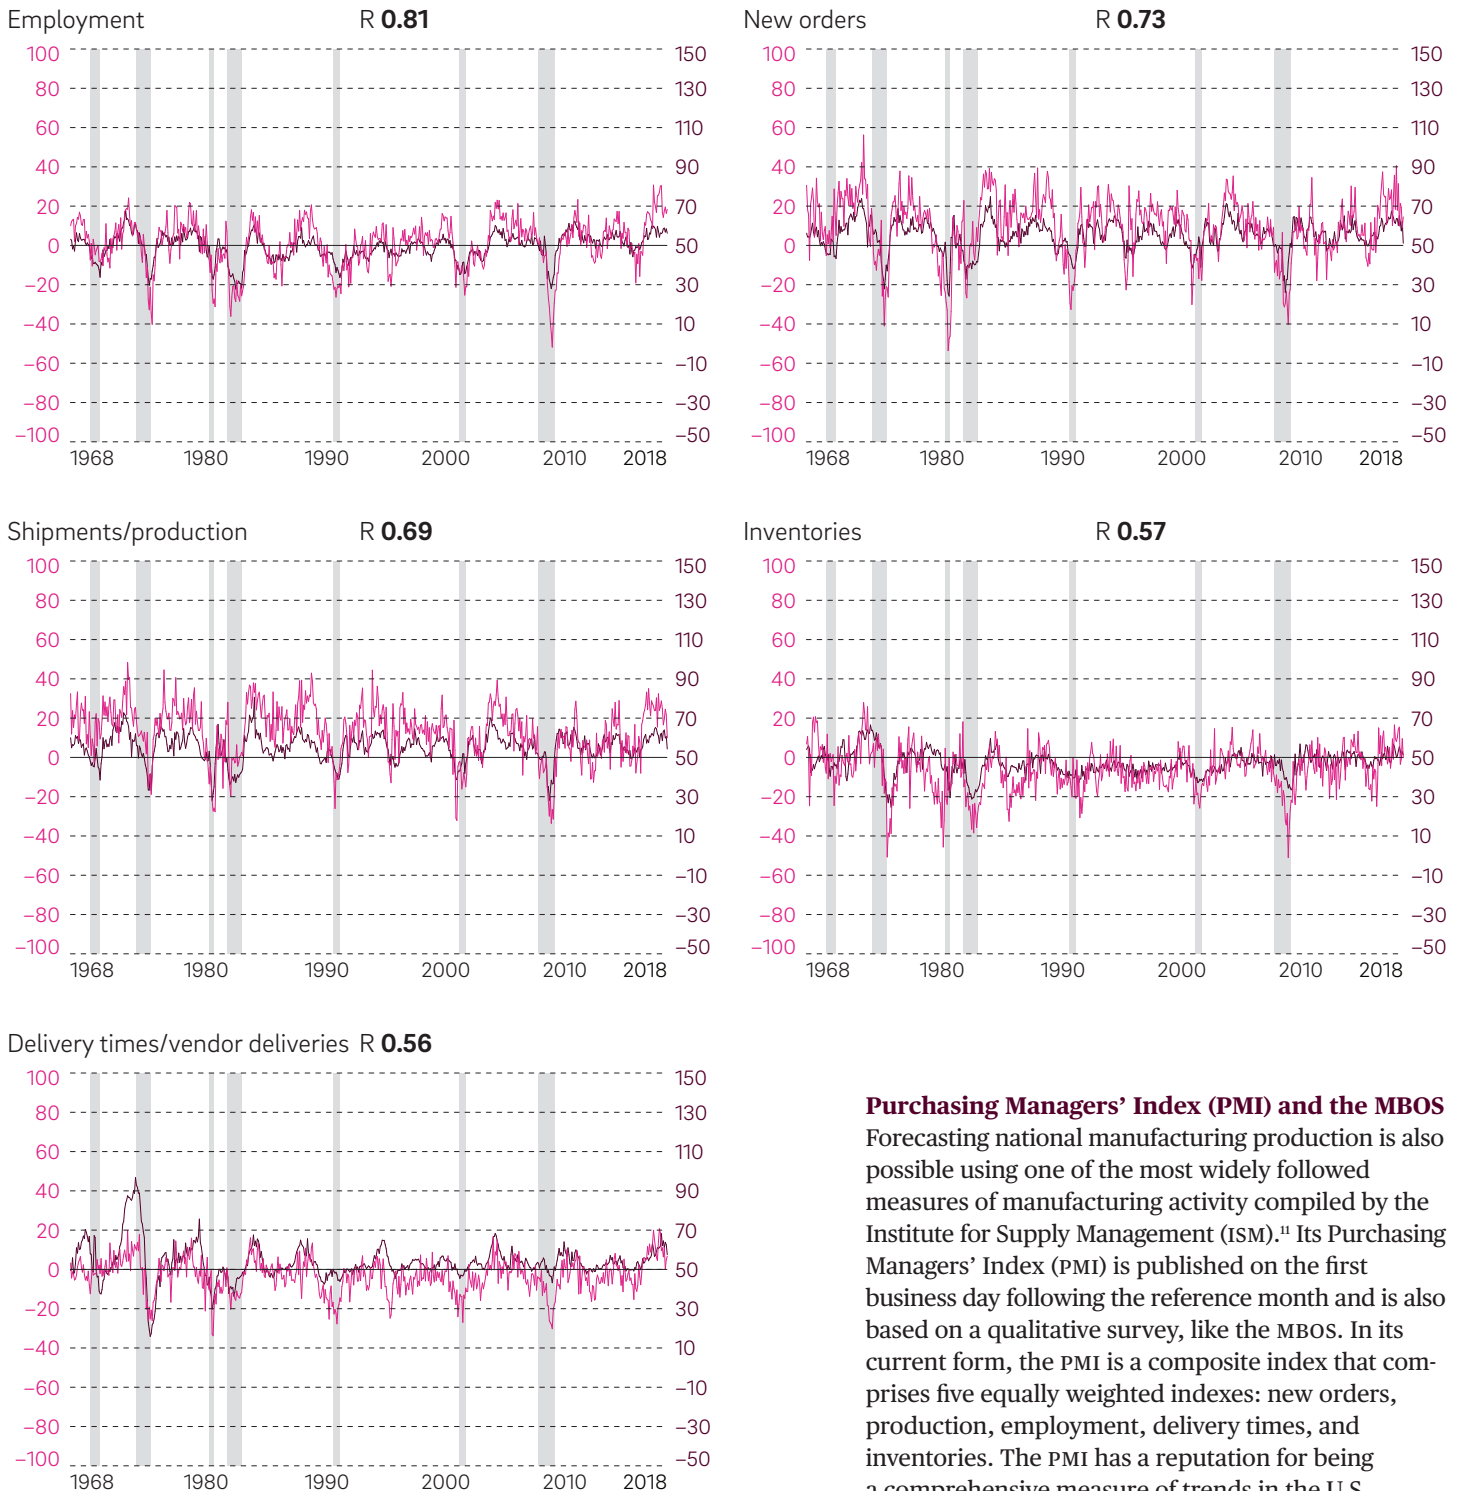 Employment R 0.81
100 150
80 130
60 110
40 90
20 70
0 50
–20 30
–40 10
–60 –10
–80 –30
–100 –50
1968 1980 1990 2000 2010 2018
New orders R 0.73
100 150
80 130
60 110
40 90
20 70
0 50
–20 30
–40 10
–60 –10
–80 –30
–100 –50
1968 1980 1990 2000 2010 2018
Shipments/production R 0.69
100 150
80 130
60 110
40 90
20 70
0 50
–20 30
–40 10
–60 –10
–80 –30
–100 –50
1968 1980 1990 2000 2010 2018
Inventories R 0.57
100 150
80 130
60 110
40 90
20 70
0 50
–20 30
–40 10
–60 –10
–80 –30
–100 –50
1968 1980 1990 2000 2010 2018
Delivery times/vendor deliveries R 0.56
100 150
80 130
60 110
40 90
20 70
0 50
–20 30
–40 10
–60 –10
–80 –30
–100 –50
1968 1980 1990 2000 2010 2018
Purchasing Managers’ Index (PMI) and the MBOS
Forecasting national manufacturing production is also
possible using one of the most widely followed
measures of manufacturing activity compiled by the
Institute for Supply Management (ISM).¹¹ Its Purchasing
Managers’ Index (PMI) is published on the first
business day following the reference month and is also
based on a qualitative survey, like the MBOS. In its
current form, the PMI is a composite index that com-
prises five equally weighted indexes: new orders,
production, employment, delivery times, and
inventories. The PMI has a reputation for being
a comprehensive measure of trends in the U.S.